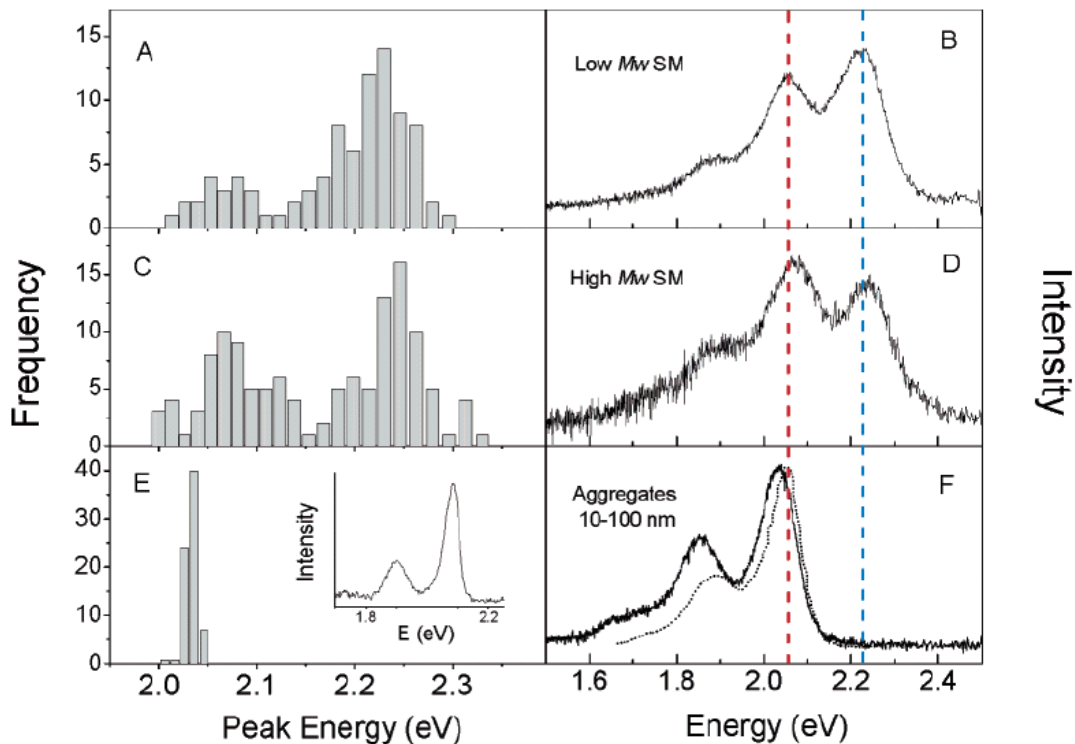 15
10
5
0
A
B
Low Mw SM
15
10
5
0
C
D
High Mw SM
Frequency
Intensity
40
30
20
10
0
E
Intensity
1.8
2.2
E (eV)
F
Aggregates
10-100 nm
2.0
2.1
2.2
2.3
1.6
1.8
2.0
2.2
2.4
Peak Energy (eV)
Energy (eV)